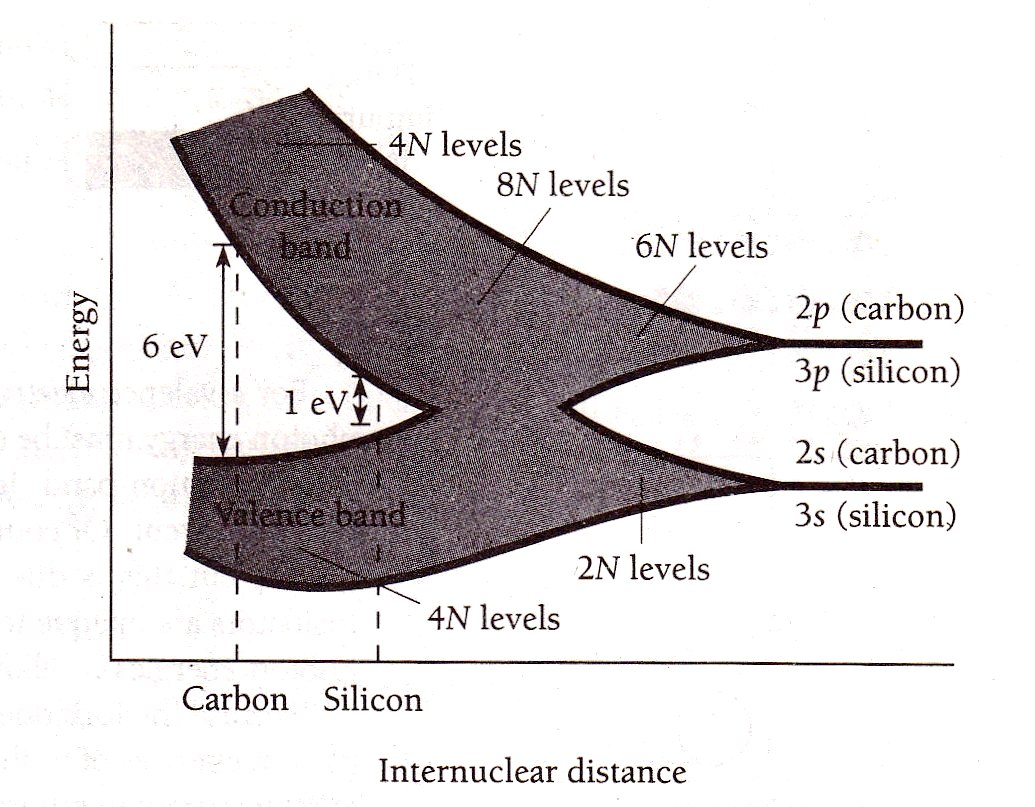 4N levels
8N levels
Conduction
band
6N levels
2p (carbon)
6 eV
Energy
3p (silicon)
1 eV
2s (carbon)
Valence band
3s (silicon)
2N levels
4N levels
Carbon Silicon
Internuclear distance